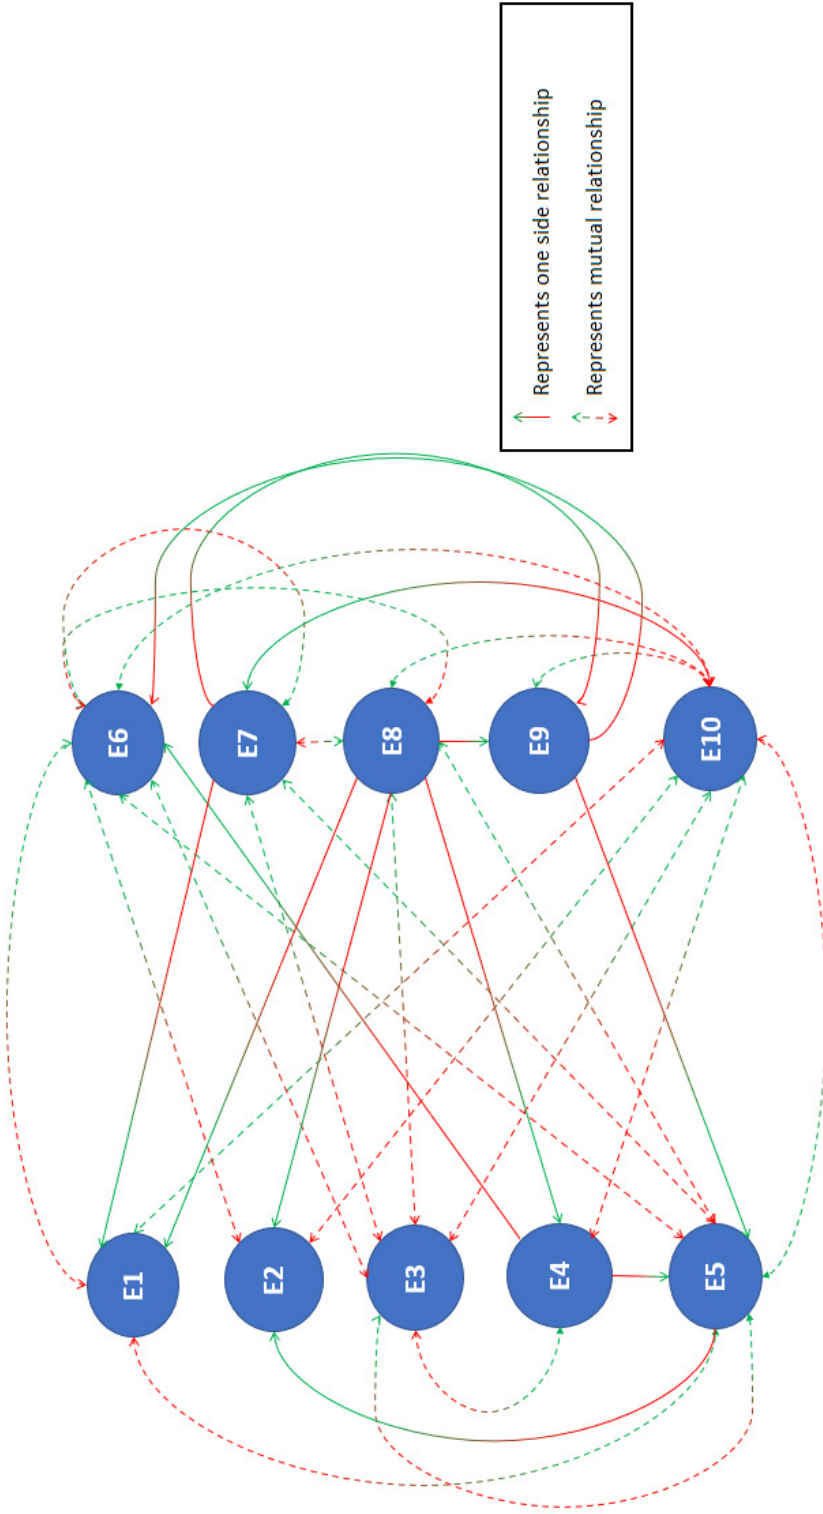 E1
E2
E3
E4
E5
E6
E7
E8
E9
E10
Represents one side relationship
Represents mutual relationship